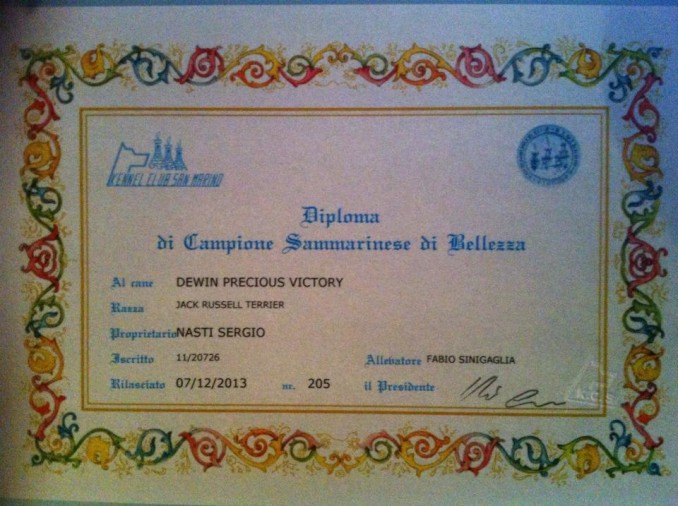 KENNEL CLUB SAN MARINO
Diploma
di Campione Sammarinese di Bellezza
Al cane DEWIN PRECIOUS VICTORY
Razza JACK RUSSELL TERRIER
Proprietario NASTI SERGIO
Iscritto 11/20726 Allevatore FABIO SINIGAGLIA
Rilasciato 07/12/2013 nr. 205 il Presidente